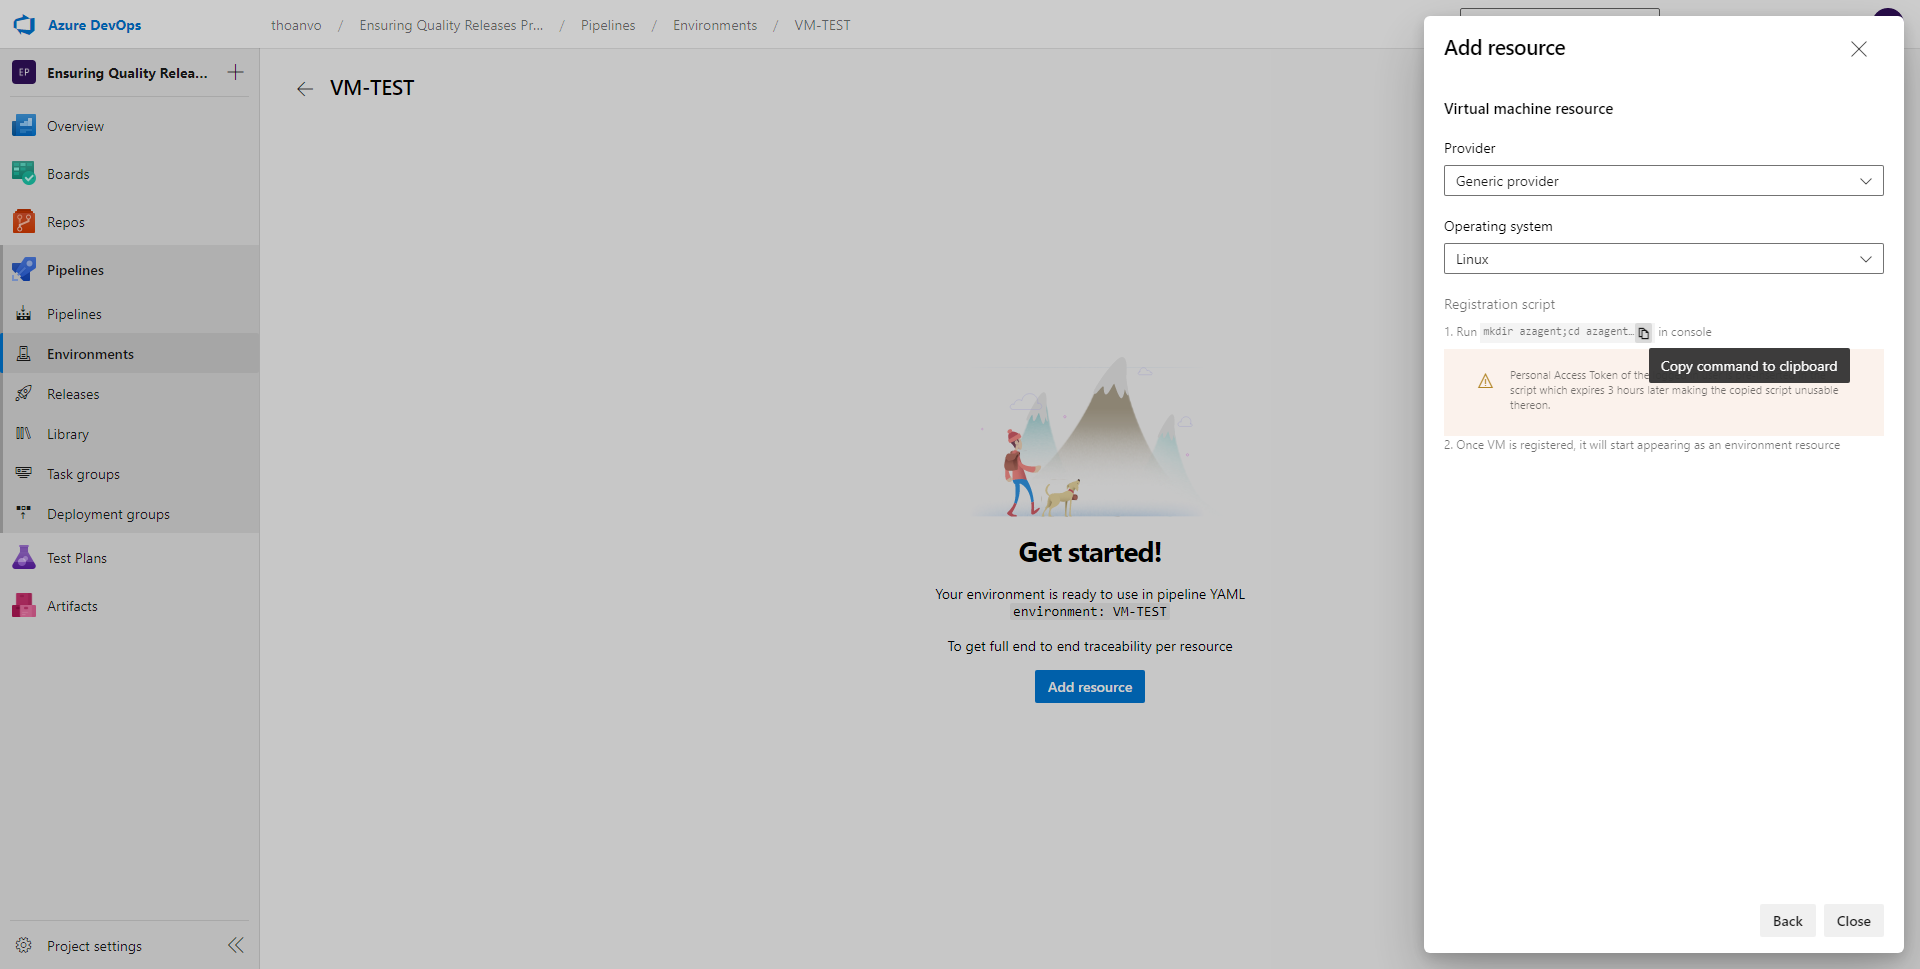 Azure DevOps
thoanvo / Ensuring Quality Releases Pr... / Pipelines / Environments / VM-TEST
EP Ensuring Quality Relea...
Overview
Boards
Repos
Pipelines
Pipelines
Environments
Releases
Library
Task groups
Deployment groups
Test Plans
Artifacts
Project settings
VM-TEST
Get started!
Your environment is ready to use in pipeline YAML
environment: VM-TEST
To get full end to end traceability per resource
Add resource
Add resource
Virtual machine resource
Provider
Generic provider
Operating system
Linux
Registration script
1. Run mkdir azagent;cd azagent... in console
Copy command to clipboard
Personal Access Token of the
script which expires 3 hours later making the copied script unusable
thereon.
2. Once VM is registered, it will start appearing as an environment resource
Back
Close